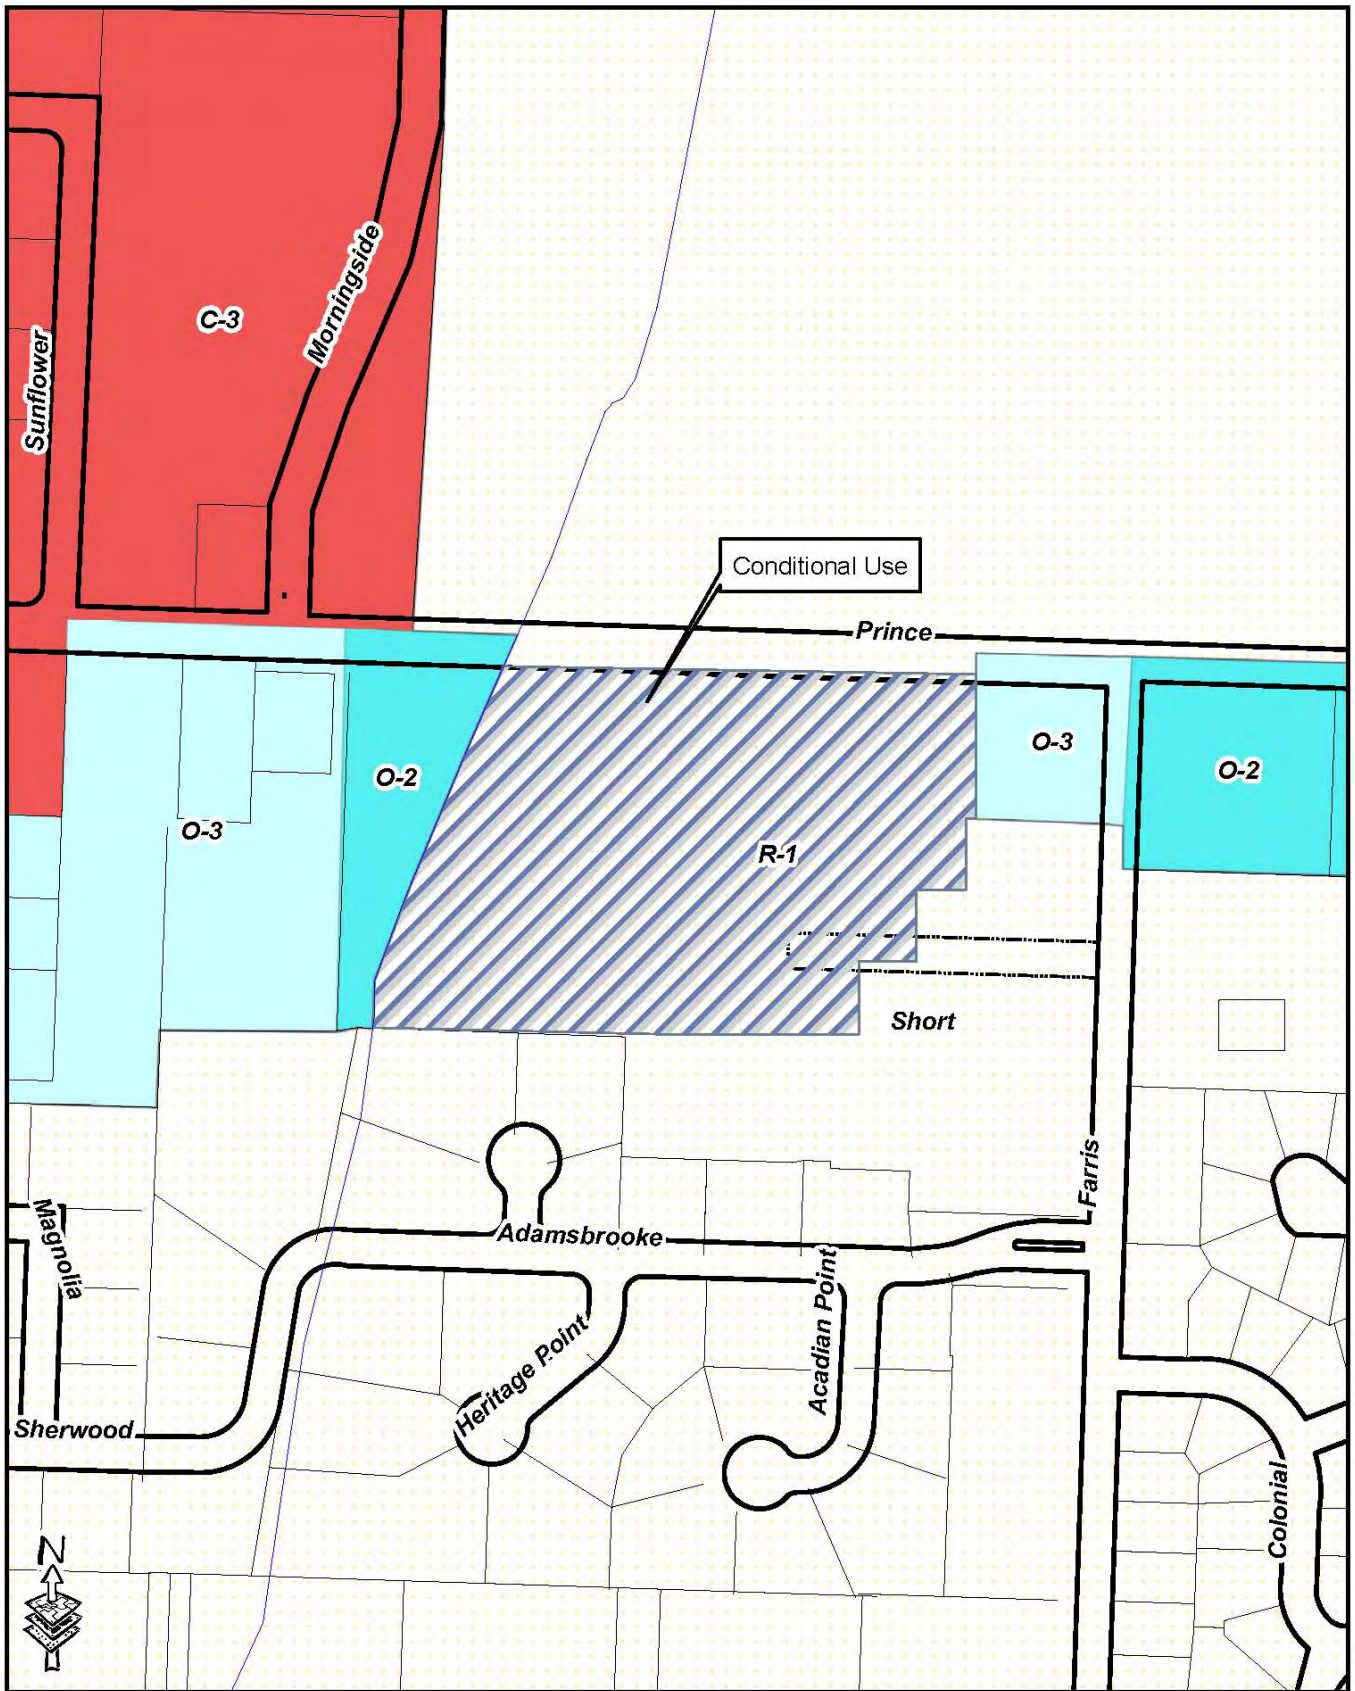 Morningside
C-3
Sunflower
Conditional Use
Prince
O-3
O-2
O-2
O-3
R-1
Short
Farris
Magnolia
Adamsbrooke
Acadian Point
Heritage Point
Sherwood
Colonial
N